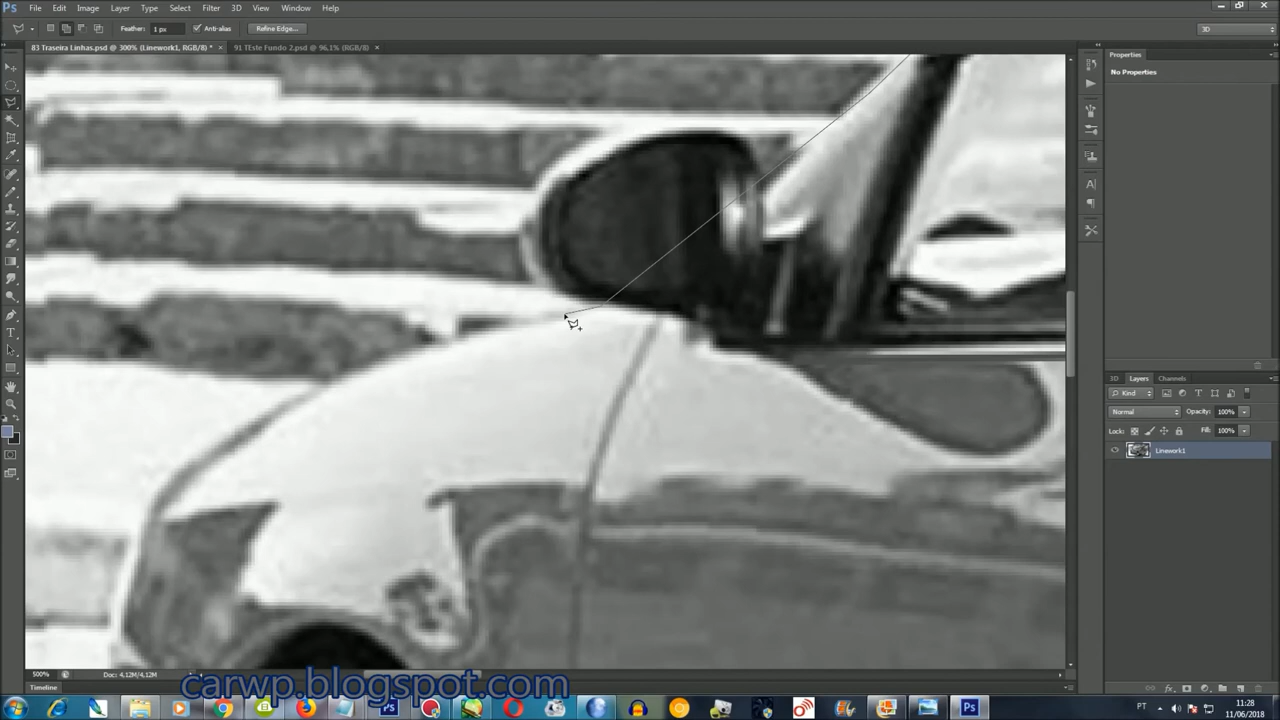 Ps File Edit Image Layer Type Select Filter 3D View Window Help
Feather: 1 px Anti-alias Refine Edge... 3D
83 Traseira Linhas.psd @ 300% (Linework1, RGB/8) * × 91 TEste Fundo 2.psd @ 96,1% (RGB/8) ×
Properties
No Properties
3D Layers Channels
Kind
Normal Opacity: 100%
Lock: Fill: 100%
Linework1
500% Doc: 4,12M/4,12M
Timeline
carwp.blogspot.com
PT 11:28
11/06/2018